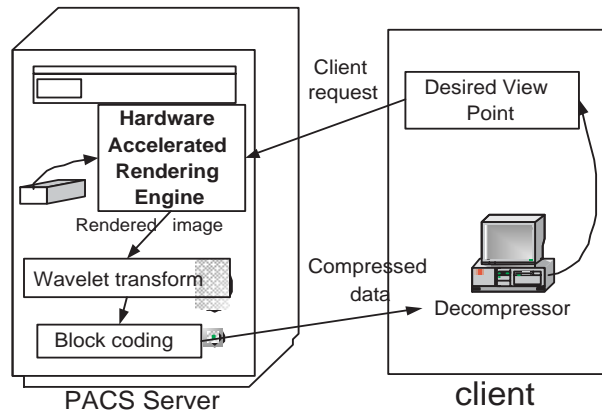 Client
request
Desired View
Point
Hardware
Accelerated
Rendering
Engine
Rendered image
Wavelet transform
Compressed
data
Decompressor
Block coding
PACS Server
client